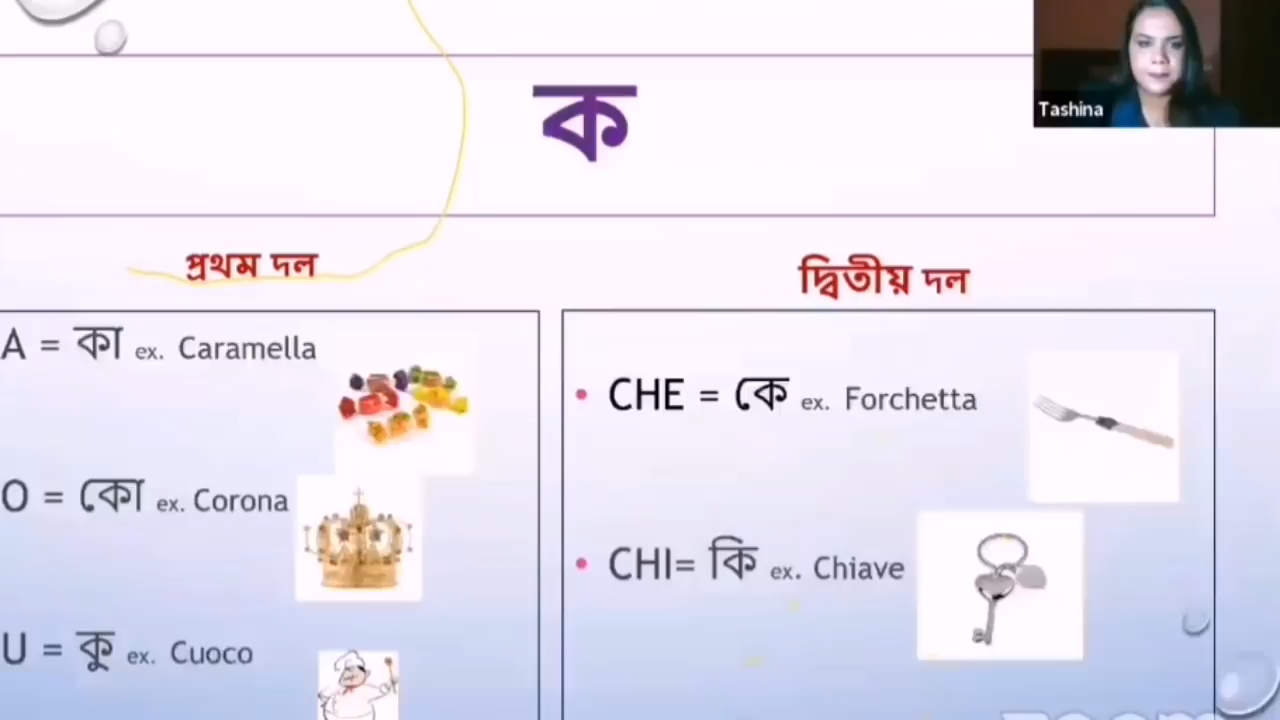 Tashina
ক
প্রথম দল
A = কা ex. Caramella
O = কো ex. Corona
U = কু ex. Cuoco
দ্বিতীয় দল
CHE = কে ex. Forchetta
CHI= কি ex. Chiave